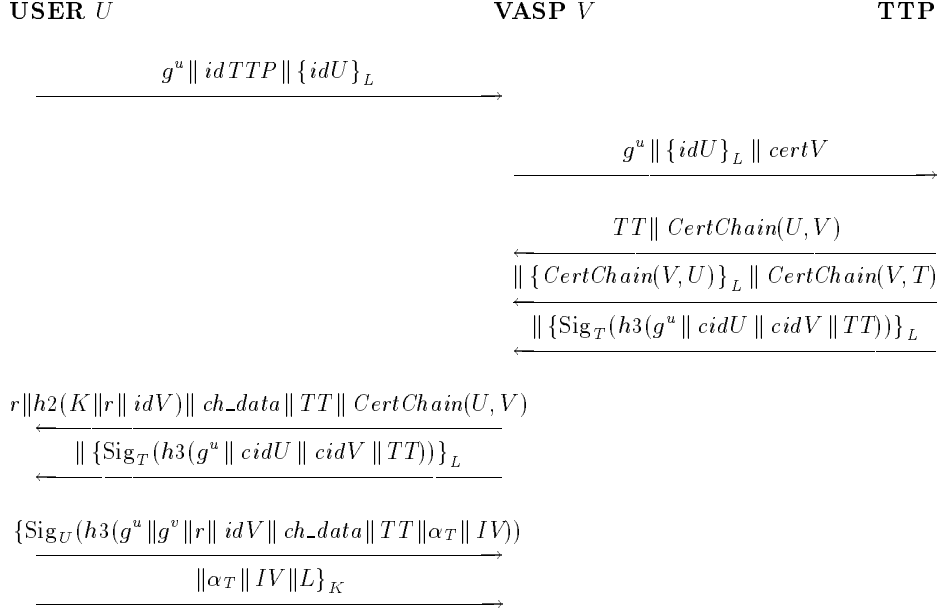 USER U VASP V TTP
g^u ‖ idTTP ‖ {idU}_L
g^u ‖ {idU}_L ‖ certV
TT ‖ CertChain(U, V)
‖ {CertChain(V, U)}_L ‖ CertChain(V, T)
‖ {Sig_T(h3(g^u ‖ cidU ‖ cidV ‖ TT))}_L
r‖h2(K‖r‖ idV)‖ ch_data ‖ TT ‖ CertChain(U, V)
‖ {Sig_T(h3(g^u ‖ cidU ‖ cidV ‖ TT))}_L
{Sig_U(h3(g^u ‖g^v ‖r‖ idV ‖ ch_data ‖ TT ‖α_T ‖ IV))
‖α_T ‖ IV ‖L}_K